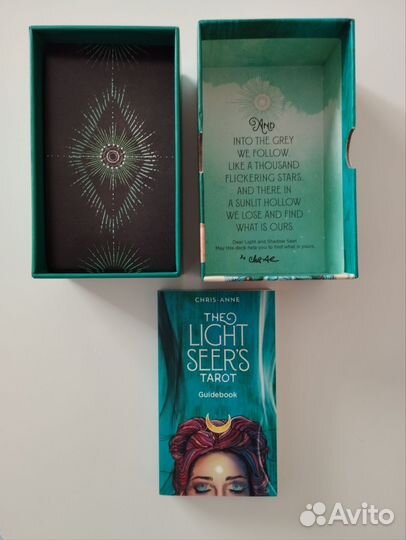 AND
INTO THE GREY
WE FOLLOW.
LIKE A THOUSAND
FLICKERING STARS.
AND THERE IN
A SUNLIT HOLLOW
WE LOSE AND FIND
WHAT IS OURS.
Dear Light and Shadow Seer,
May this deck help you to find what is yours.
CHRIS-ANNE
THE
LIGHT
SEER'S
TAROT
Guidebook
Avito